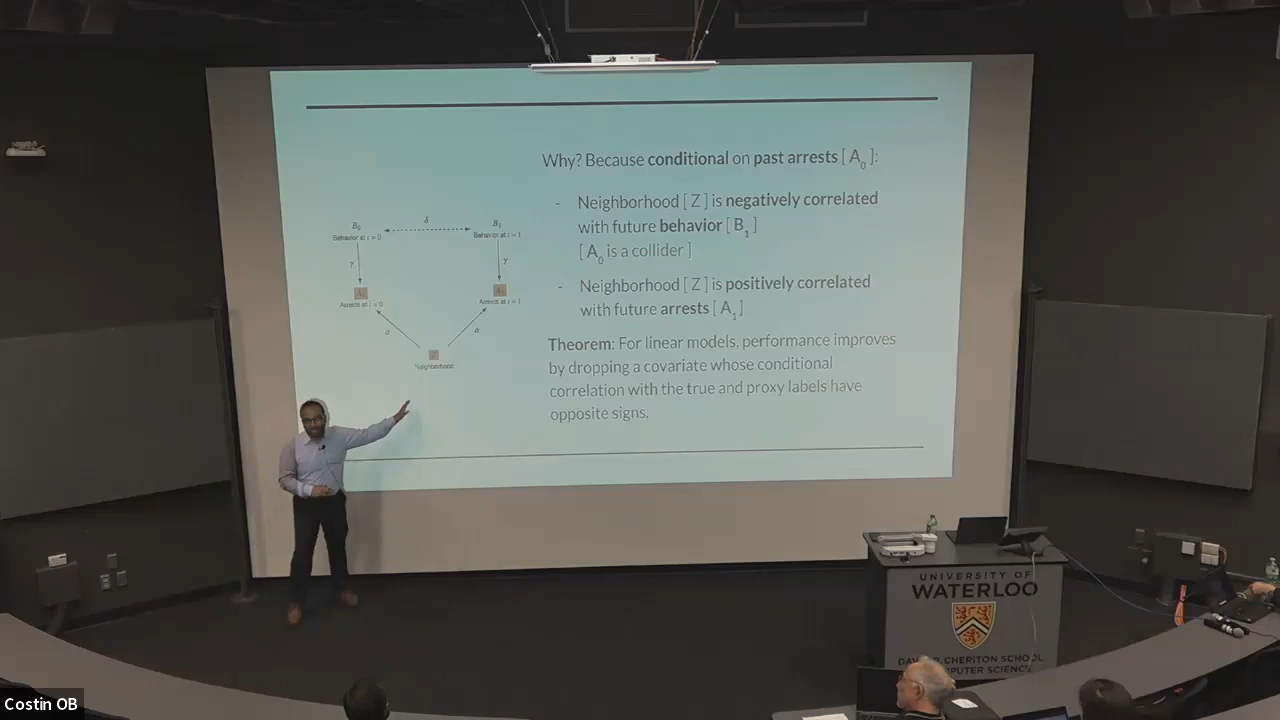 Why? Because conditional on past arrests [ A0 ]:
- Neighborhood [ Z ] is negatively correlated
with future behavior [ B1 ]
[ A0 is a collider ]
- Neighborhood [ Z ] is positively correlated
with future arrests [ A1 ]
Theorem: For linear models, performance improves
by dropping a covariate whose conditional
correlation with the true and proxy labels have
opposite signs.
δ
B0
Behavior at t = 0
B1
Behavior at t = 1
γ
γ
Arrests at t = 0
Arrests at t = 1
α
α
Neighborhood
UNIVERSITY OF
WATERLOO
CHERITON SCHOOL
Costin OB